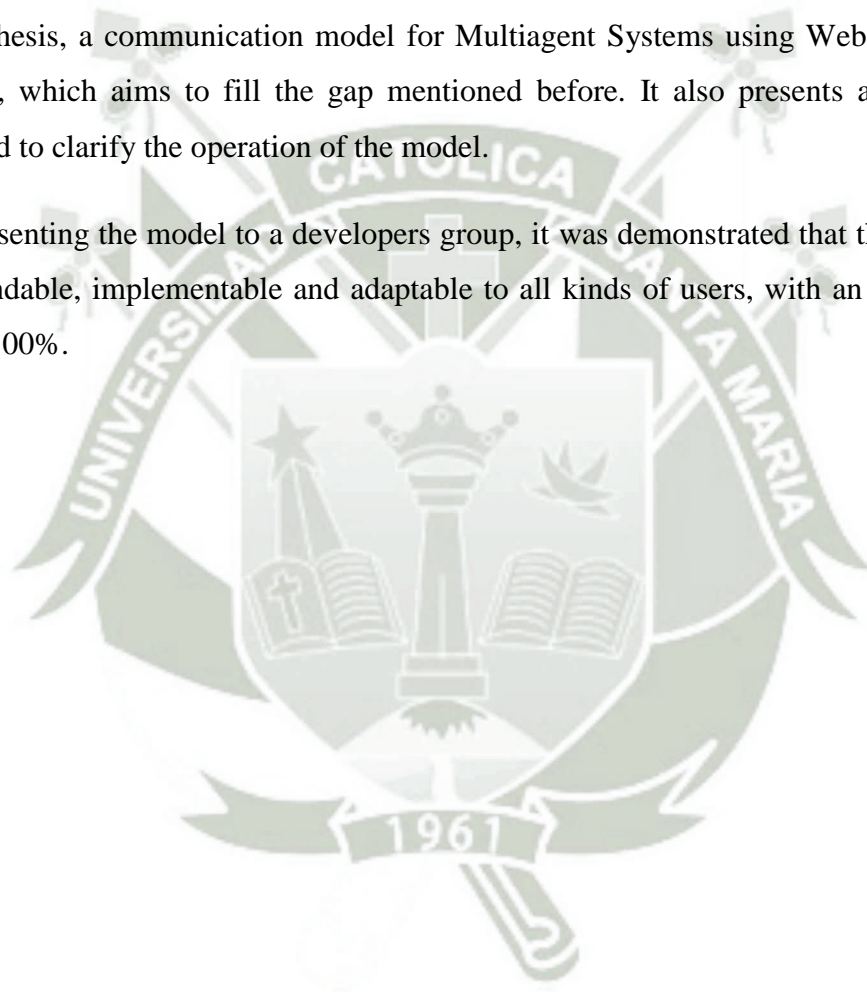 hesis, a communication model for Multiagent Systems using Web
, which aims to fill the gap mentioned before. It also presents a
d to clarify the operation of the model.
senting the model to a developers group, it was demonstrated that th
ndable, implementable and adaptable to all kinds of users, with an
00%.
UNIVERSIDAD CATOLICA SANTA MARIA
1961